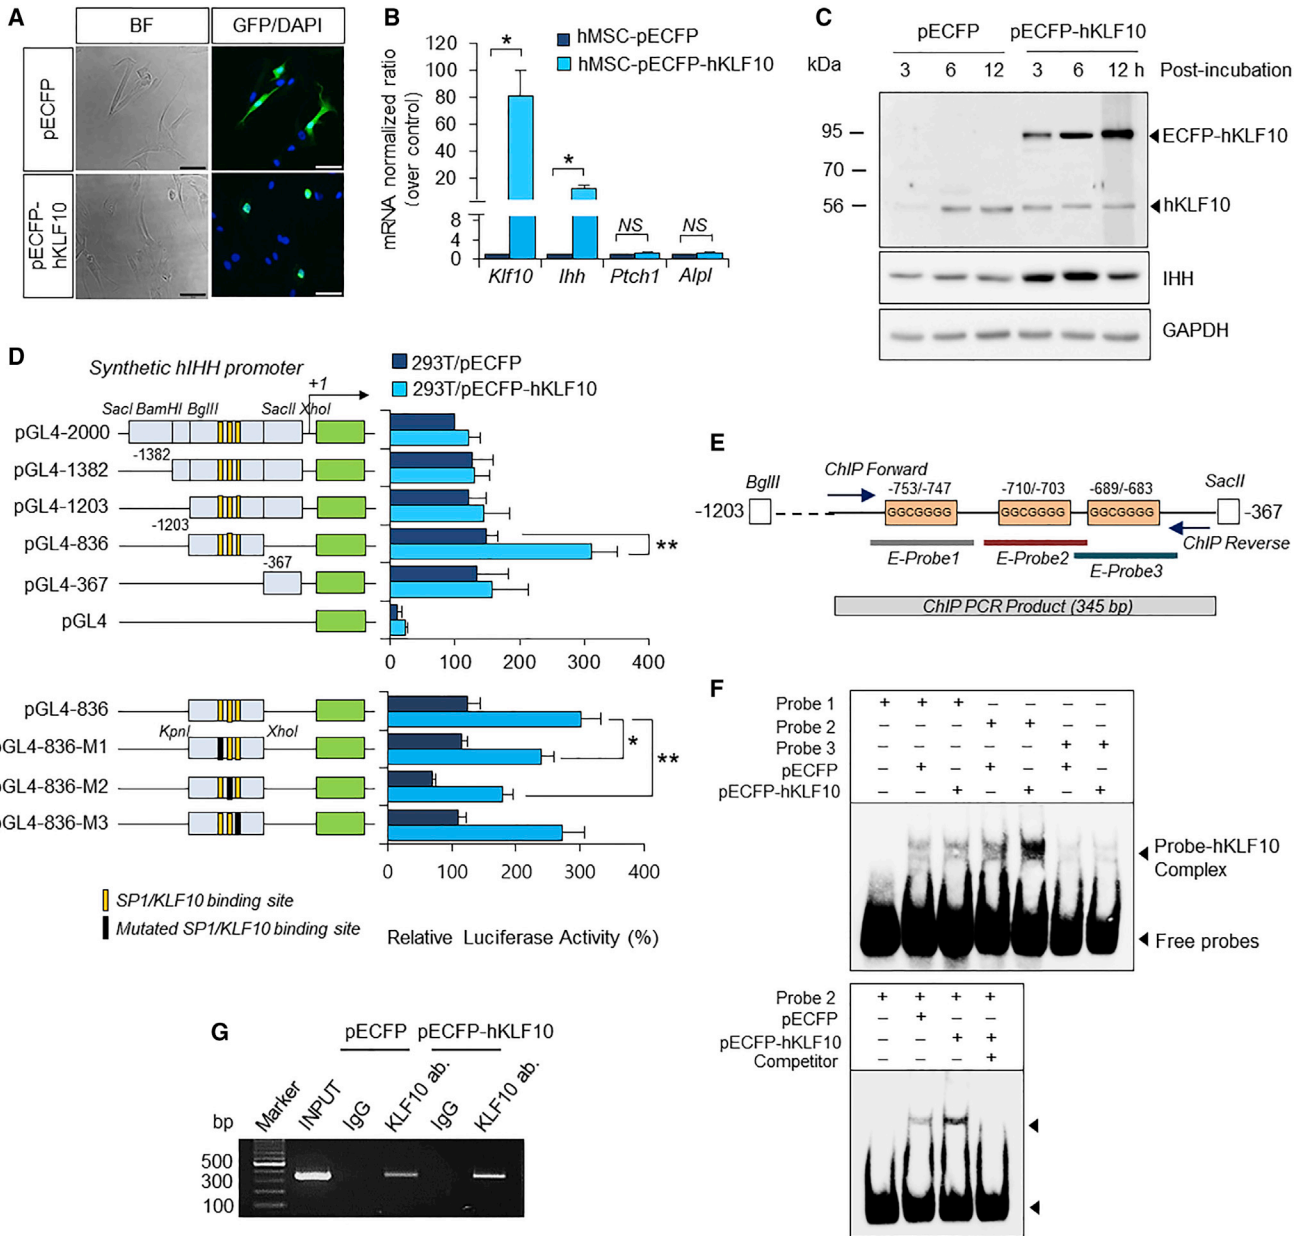 A
BF
GFP/DAPI
pECFP
pECFP-
hKLF10
B
mRNA normalized ratio
(over control)
120
100
80
60
40
20
8
4
0
*
*
NS
NS
hMSC-pECFP
hMSC-pECFP-hKLF10
Klf10
Ihh
Ptch1
Alpl
C
pECFP
pECFP-hKLF10
kDa
3 6 12 3 6 12 h
Post-incubation
95
70
56
ECFP-hKLF10
hKLF10
IHH
GAPDH
D
Synthetic hIHH promoter
+1
293T/pECFP
293T/pECFP-hKLF10
SacI BamHI BglII SacII XhoI
pGL4-2000
-1382
pGL4-1382
pGL4-1203
-1203
pGL4-836
**
-367
pGL4-367
pGL4
0 100 200 300 400
pGL4-836
KpnI XhoI
pGL4-836-M1
*
**
pGL4-836-M2
pGL4-836-M3
0 100 200 300 400
SP1/KLF10 binding site
Mutated SP1/KLF10 binding site
Relative Luciferase Activity (%)
E
ChIP Forward
BglII
-753/-747 -710/-703 -689/-683
SacII
-1203
GGCGGGG GGCGGGG GGCGGGG
-367
ChIP Reverse
E-Probe1
E-Probe2
E-Probe3
ChIP PCR Product (345 bp)
F
Probe 1 + + + – – – –
Probe 2 – – – + + – –
Probe 3 – – – – – + +
pECFP – + – + – + –
pECFP-hKLF10 – – + – + – +
Probe-hKLF10
Complex
Free probes
Probe 2 + + + +
pECFP – + – –
pECFP-hKLF10 – – + +
Competitor – – – +
G
pECFP
pECFP-hKLF10
bp
Marker
INPUT
IgG
KLF10 ab.
IgG
KLF10 ab.
500
300
100